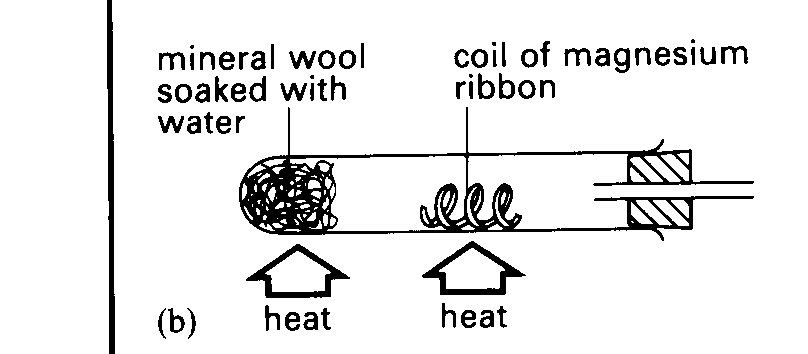 mineral wool
soaked with
water
coil of magnesium
ribbon
(b)
heat
heat